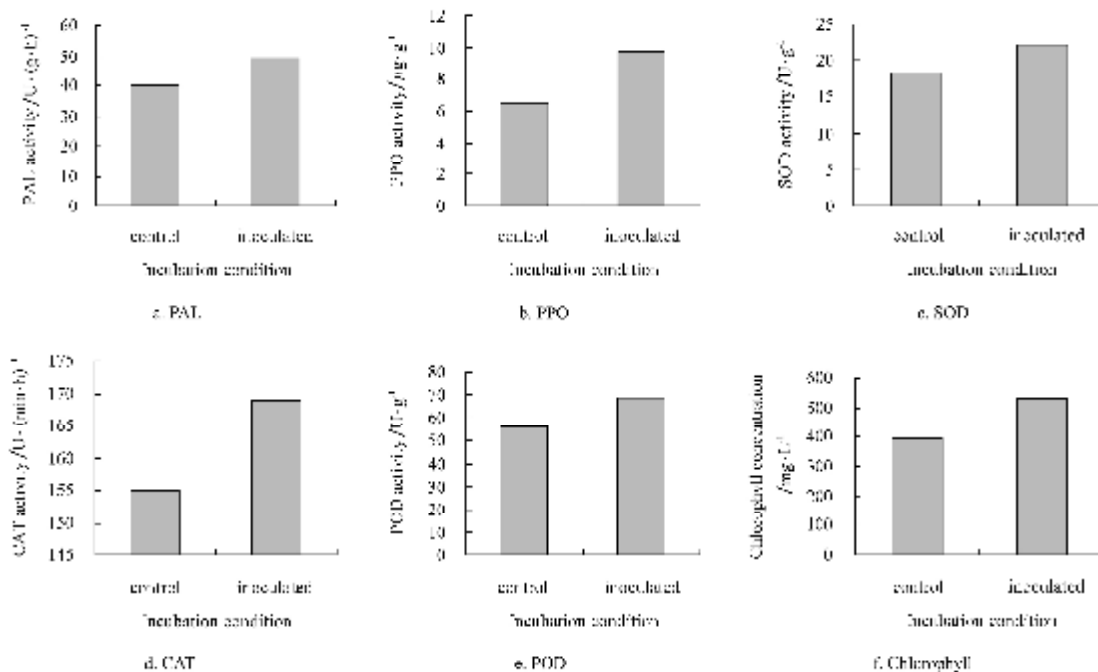 PAL activity /U·(g·h)⁻¹
60
50
40
30
20
10
0
control inoculated
Incubation condition
a. PAL
PPO activity /μg·g⁻¹
12
10
8
6
4
2
0
control inoculated
Incubation condition
b. PPO
SOD activity /U·g⁻¹
25
20
15
10
5
0
control inoculated
Incubation condition
c. SOD
CAT activity /U·(min·h)⁻¹
175
170
165
160
155
150
145
control inoculated
Incubation condition
d. CAT
POD activity /U·g⁻¹
80
70
60
50
40
30
20
10
0
control inoculated
Incubation condition
e. POD
Chlorophyll concentration
/mg·L⁻¹
600
500
400
300
200
100
0
control inoculated
Incubation condition
f. Chlorophyll